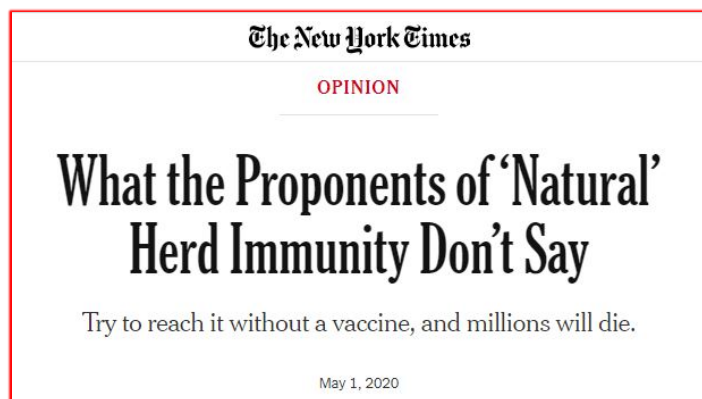 The New York Times
OPINION
What the Proponents of ‘Natural’
Herd Immunity Don’t Say
Try to reach it without a vaccine, and millions will die.
May 1, 2020